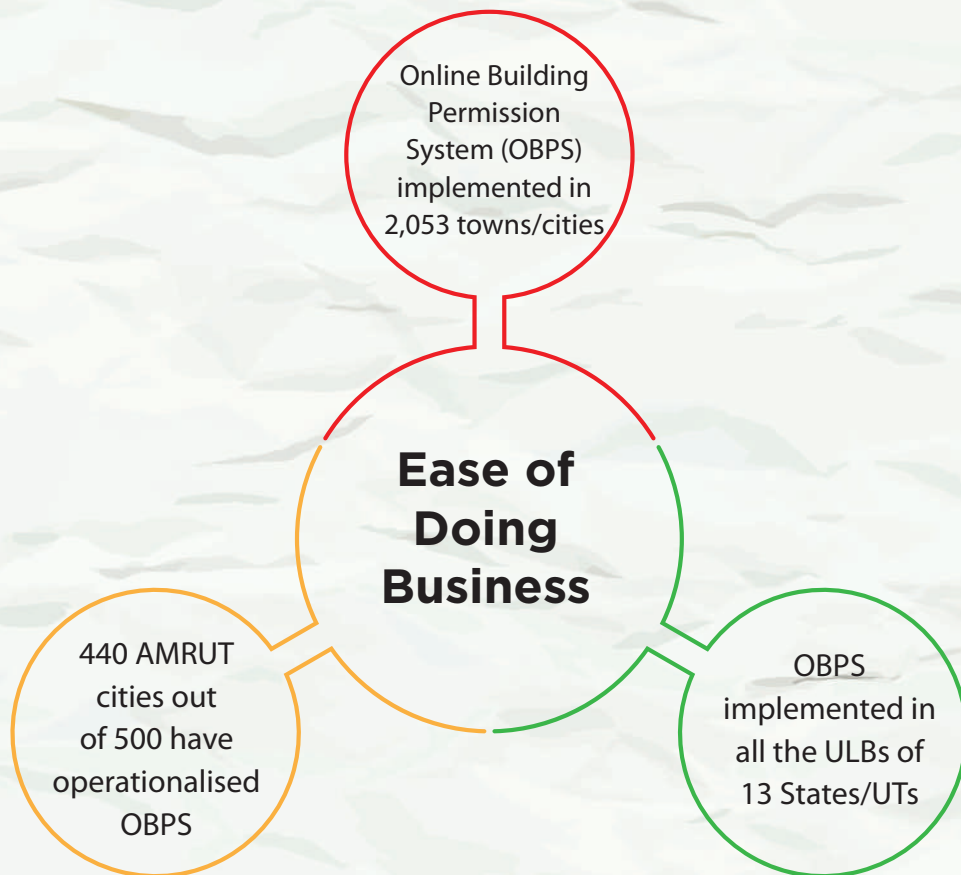 Online Building
Permission
System (OBPS)
implemented in
2,053 towns/cities
Ease of
Doing
Business
440 AMRUT
cities out
of 500 have
operationalised
OBPS
OBPS
implemented in
all the ULBs of
13 States/UTs